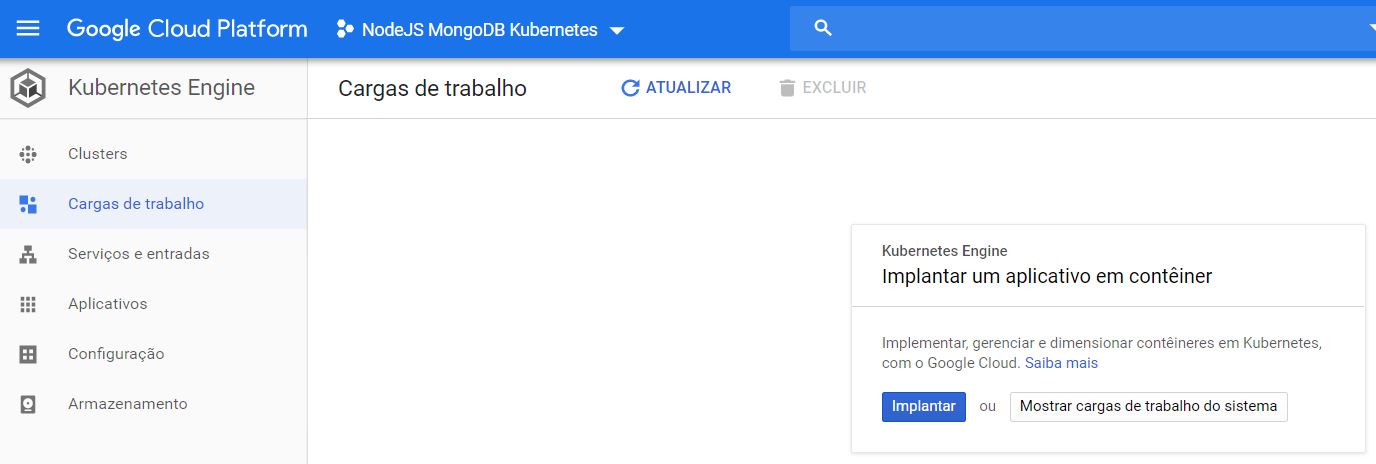 Google Cloud Platform
NodeJS MongoDB Kubernetes
Kubernetes Engine
Cargas de trabalho
ATUALIZAR
EXCLUIR
Clusters
Cargas de trabalho
Serviços e entradas
Aplicativos
Configuração
Armazenamento
Kubernetes Engine
Implantar um aplicativo em contêiner
Implementar, gerenciar e dimensionar contêineres em Kubernetes,
com o Google Cloud. Saiba mais
Implantar ou Mostrar cargas de trabalho do sistema